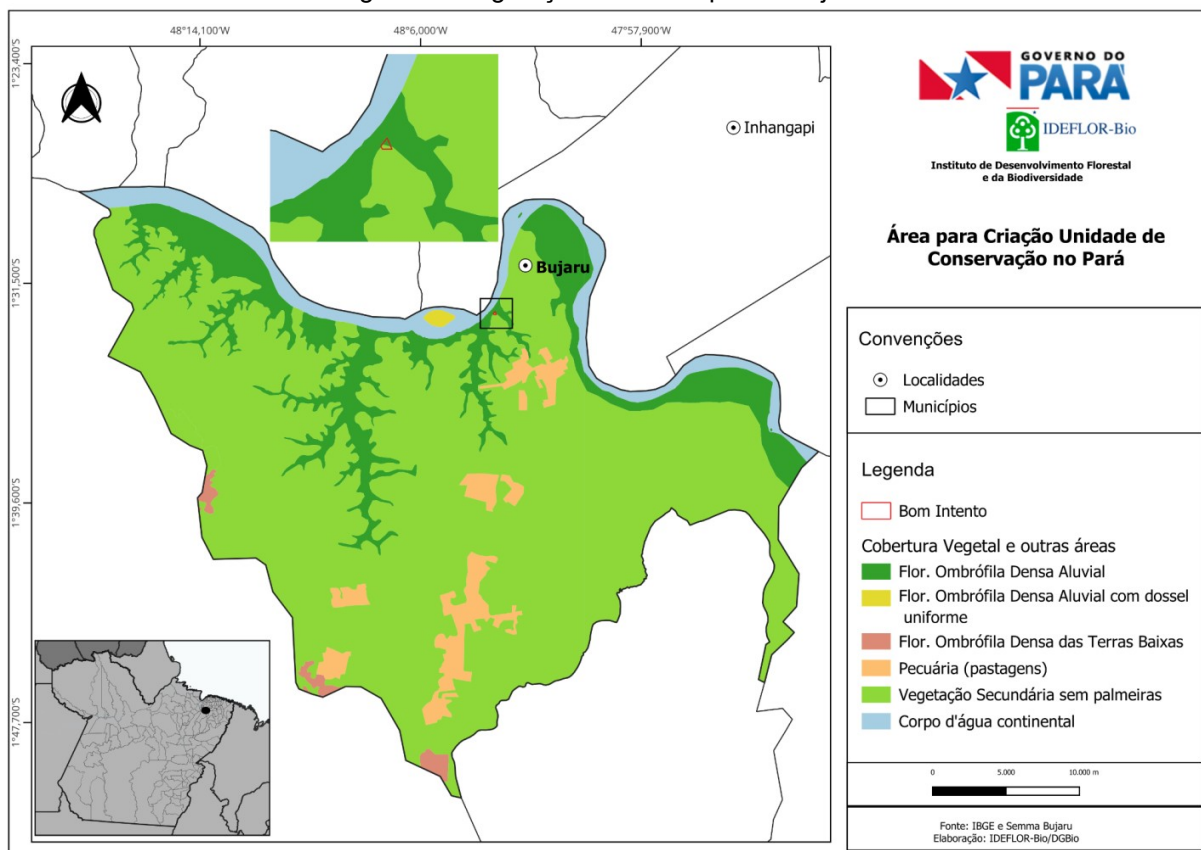 48°14,100'W
48°6,000'W
47°57,900'W
1°23,400'S
1°31,500'S
1°39,600'S
1°47,700'S
Inhangapi
Bujaru
GOVERNO DO
PARÁ
IDEFLOR-Bio
Instituto de Desenvolvimento Florestal
e da Biodiversidade
Área para Criação Unidade de
Conservação no Pará
Convenções
Localidades
Municípios
Legenda
Bom Intento
Cobertura Vegetal e outras áreas
Flor. Ombrófila Densa Aluvial
Flor. Ombrófila Densa Aluvial com dossel
uniforme
Flor. Ombrófila Densa das Terras Baixas
Pecuária (pastagens)
Vegetação Secundária sem palmeiras
Corpo d'água continental
0 5.000 10.000 m
Fonte: IBGE e Semma Bujaru
Elaboração: IDEFLOR-Bio/DGBio